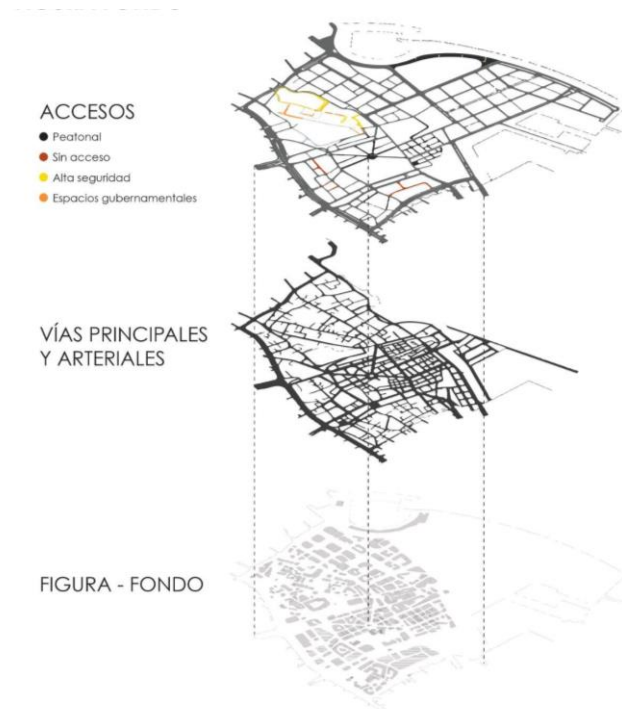 ACCESOS
Peatonal
Sin acceso
Alta seguridad
Espacios gubernamentales
VÍAS PRINCIPALES
Y ARTERIALES
FIGURA - FONDO